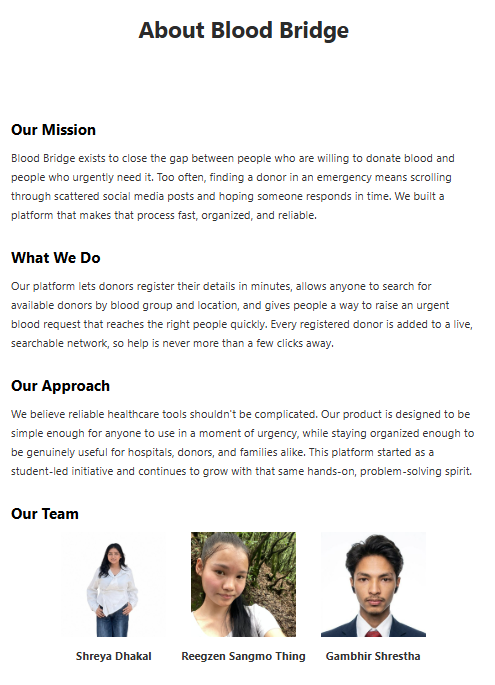 About Blood Bridge
Our Mission
Blood Bridge exists to close the gap between people who are willing to donate blood and
people who urgently need it. Too often, finding a donor in an emergency means scrolling
through scattered social media posts and hoping someone responds in time. We built a
platform that makes that process fast, organized, and reliable.
What We Do
Our platform lets donors register their details in minutes, allows anyone to search for
available donors by blood group and location, and gives people a way to raise an urgent
blood request that reaches the right people quickly. Every registered donor is added to a live,
searchable network, so help is never more than a few clicks away.
Our Approach
We believe reliable healthcare tools shouldn't be complicated. Our product is designed to be
simple enough for anyone to use in a moment of urgency, while staying organized enough to
be genuinely useful for hospitals, donors, and families alike. This platform started as a
student-led initiative and continues to grow with that same hands-on, problem-solving spirit.
Our Team
Shreya Dhakal Reegzen Sangmo Thing Gambhir Shrestha